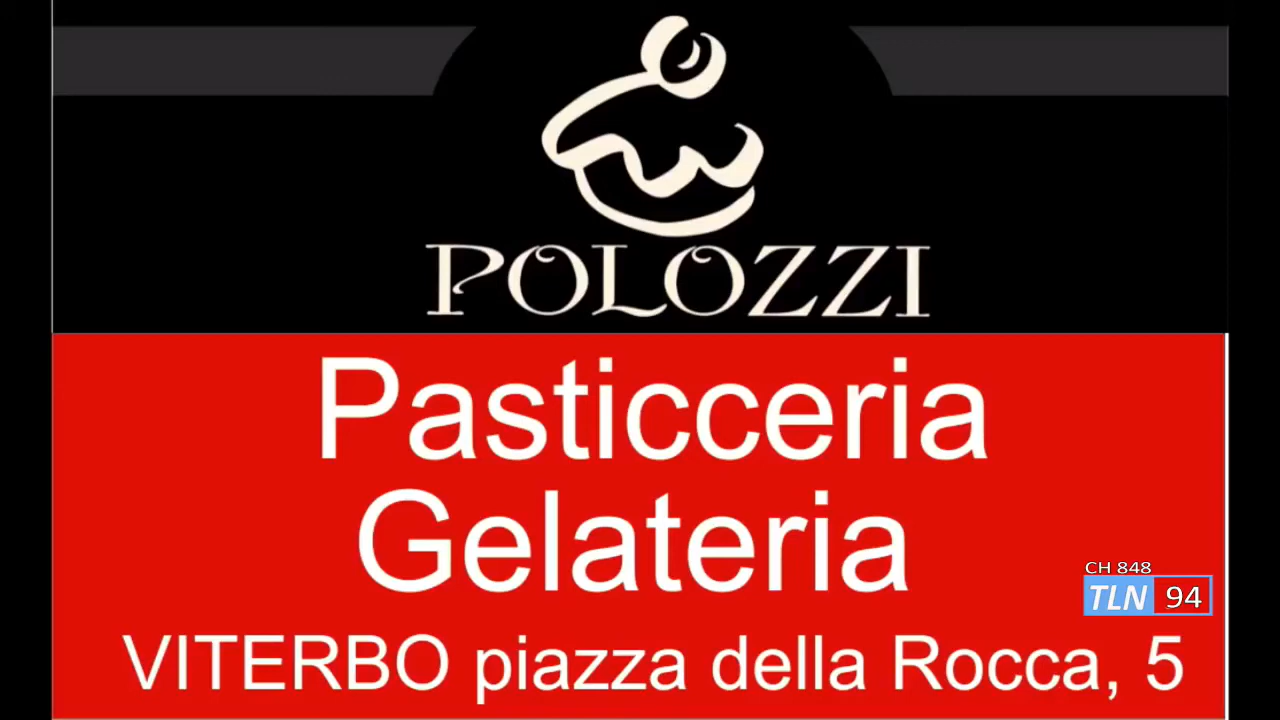 POLOZZI
Pasticceria
Gelateria
CH 848
TLN 94
VITERBO piazza della Rocca, 5